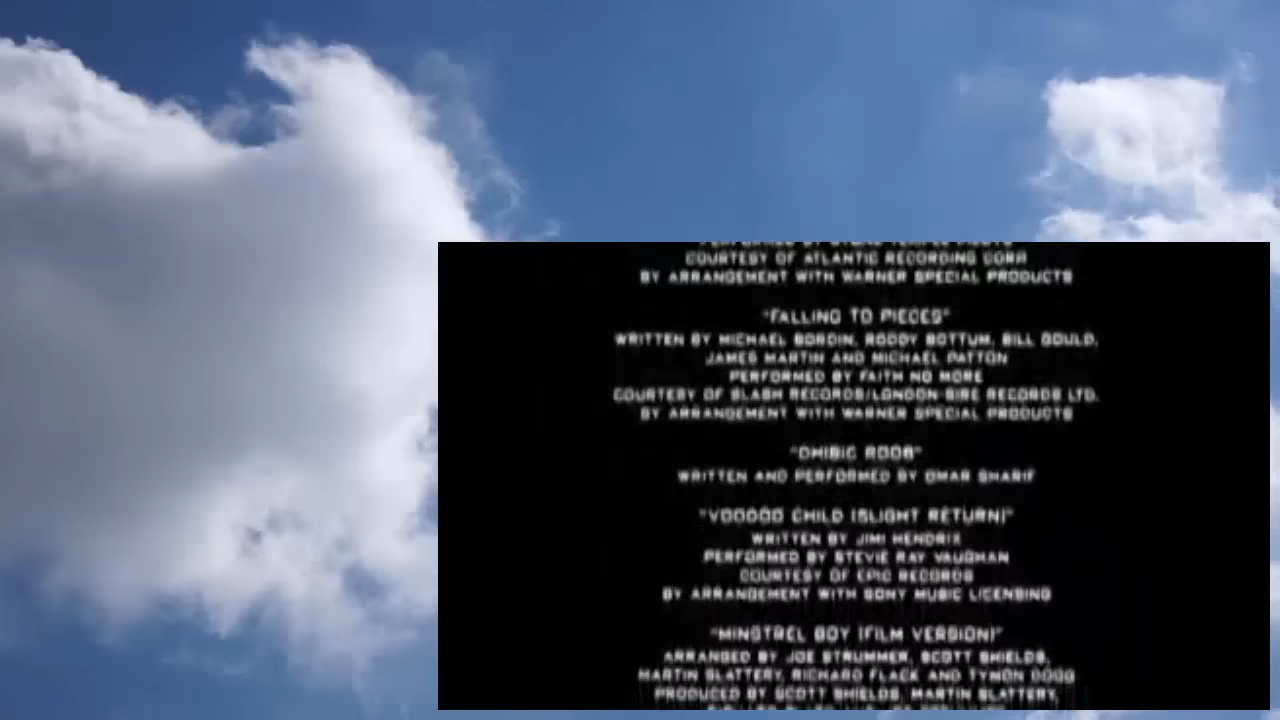 COURTESY OF ATLANTIC RECORDING CORP.
BY ARRANGEMENT WITH WARNER SPECIAL PRODUCTS
"FALLING TO PIECES"
WRITTEN BY MICHAEL BORDIN, RODDY BOTTUM, BILL GOULD,
JAMES MARTIN AND MICHAEL PATTON
PERFORMED BY FAITH NO MORE
COURTESY OF SLASH RECORDS/LONDON-SIRE RECORDS LTD.
BY ARRANGEMENT WITH WARNER SPECIAL PRODUCTS
WRITTEN AND PERFORMED BY OMAR SHARIF
"VOODOO CHILD (SLIGHT RETURN)"
WRITTEN BY JIMI HENDRIX
PERFORMED BY STEVIE RAY VAUGHAN
COURTESY OF EPIC RECORDS
BY ARRANGEMENT WITH SONY MUSIC LICENSING
"MINSTREL BOY (FILM VERSION)"
ARRANGED BY JOE STRUMMER, SCOTT SHIELDS,
MARTIN SLATTERY, RICHARD FLACK AND TYMON DOGG
PRODUCED BY SCOTT SHIELDS, MARTIN SLATTERY,